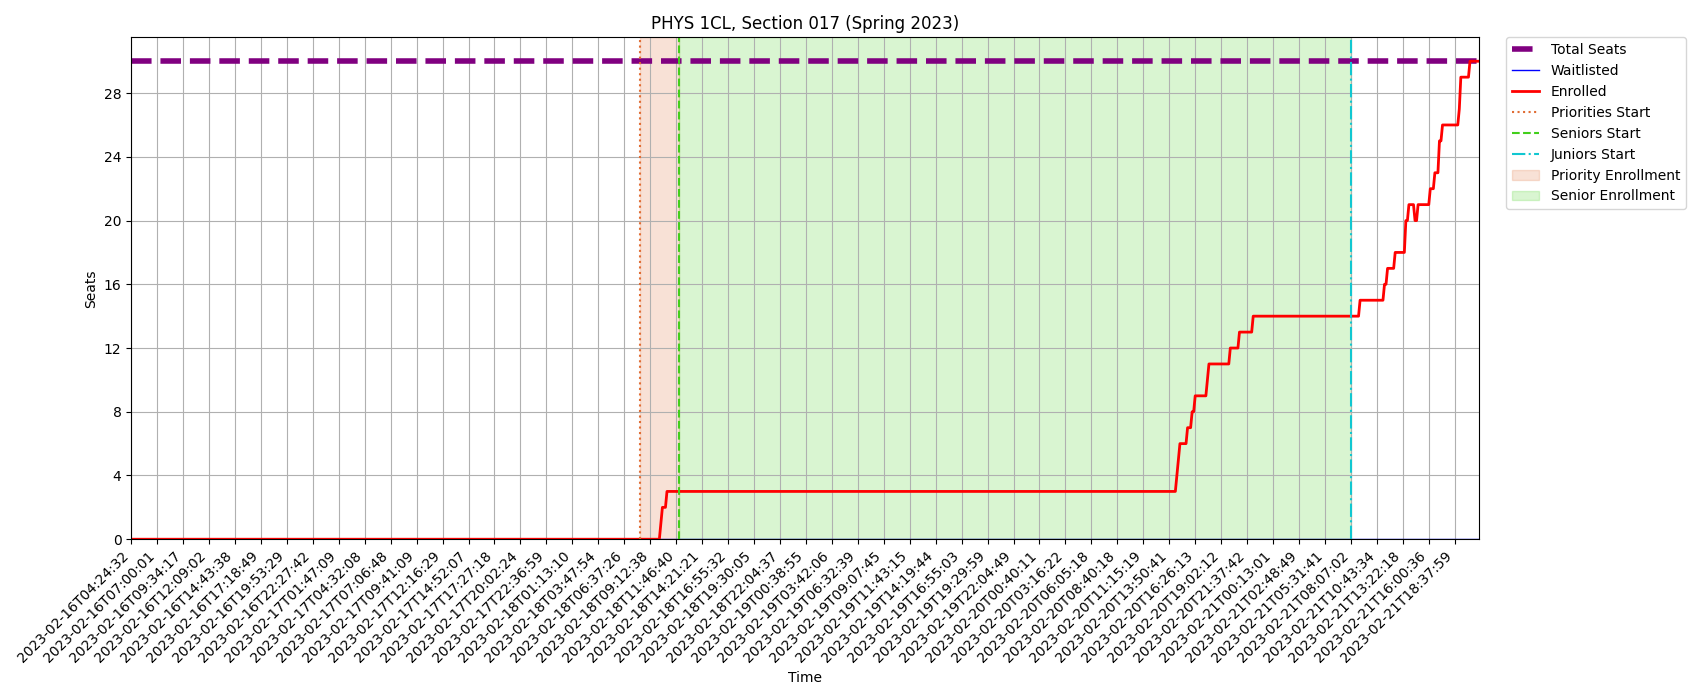 PHYS 1CL, Section 017 (Spring 2023)
Total Seats
Waitlisted
Enrolled
Priorities Start
Seniors Start
Juniors Start
Priority Enrollment
Senior Enrollment
Seats
28
24
20
16
12
8
4
0
2023-02-16T04:24:32
2023-02-16T07:00:01
2023-02-16T09:34:17
2023-02-16T12:09:02
2023-02-16T14:43:38
2023-02-16T17:18:49
2023-02-16T19:53:29
2023-02-16T22:27:42
2023-02-17T01:47:09
2023-02-17T04:32:08
2023-02-17T07:06:48
2023-02-17T09:41:09
2023-02-17T12:16:29
2023-02-17T14:52:07
2023-02-17T17:27:18
2023-02-17T20:02:24
2023-02-17T22:36:59
2023-02-18T01:13:10
2023-02-18T03:47:54
2023-02-18T06:37:26
2023-02-18T09:12:38
2023-02-18T11:46:40
2023-02-18T14:21:21
2023-02-18T16:55:32
2023-02-18T19:30:05
2023-02-18T22:04:37
2023-02-19T00:38:55
2023-02-19T03:42:06
2023-02-19T06:32:39
2023-02-19T09:07:45
2023-02-19T11:43:15
2023-02-19T14:19:44
2023-02-19T16:55:03
2023-02-19T19:29:59
2023-02-19T22:04:49
2023-02-20T00:40:11
2023-02-20T03:16:22
2023-02-20T06:05:18
2023-02-20T08:40:18
2023-02-20T11:15:19
2023-02-20T13:50:41
2023-02-20T16:26:13
2023-02-20T19:02:12
2023-02-20T21:37:42
2023-02-21T00:13:01
2023-02-21T02:48:49
2023-02-21T05:31:41
2023-02-21T08:07:02
2023-02-21T10:43:34
2023-02-21T13:22:18
2023-02-21T16:00:36
2023-02-21T18:37:59
Time